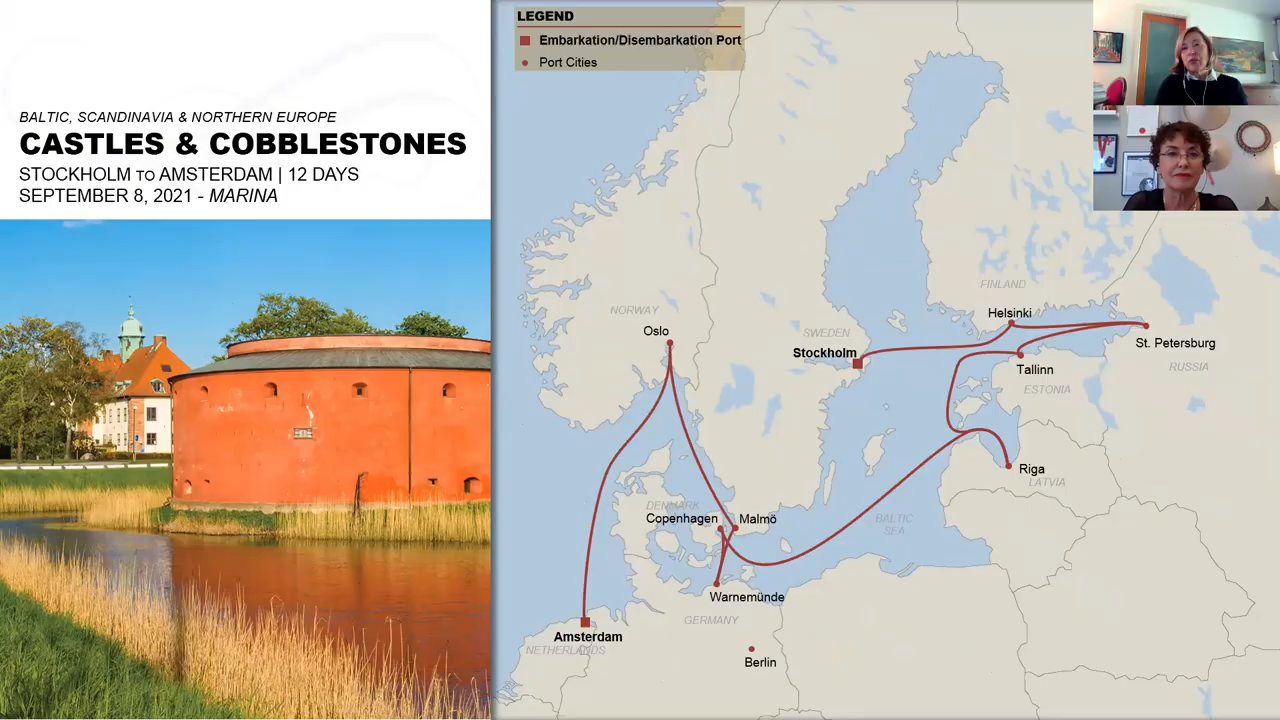 BALTIC, SCANDINAVIA & NORTHERN EUROPE
CASTLES & COBBLESTONES
STOCKHOLM TO AMSTERDAM | 12 DAYS
SEPTEMBER 8, 2021 - MARINA
LEGEND
Embarkation/Disembarkation Port
Port Cities
FINLAND
NORWAY
Helsinki
Oslo
SWEDEN
St. Petersburg
Stockholm
RUSSIA
Tallinn
ESTONIA
Riga
LATVIA
DENMARK
Copenhagen
Malmö
BALTIC
SEA
Warnemünde
GERMANY
Amsterdam
NETHERLANDS
Berlin